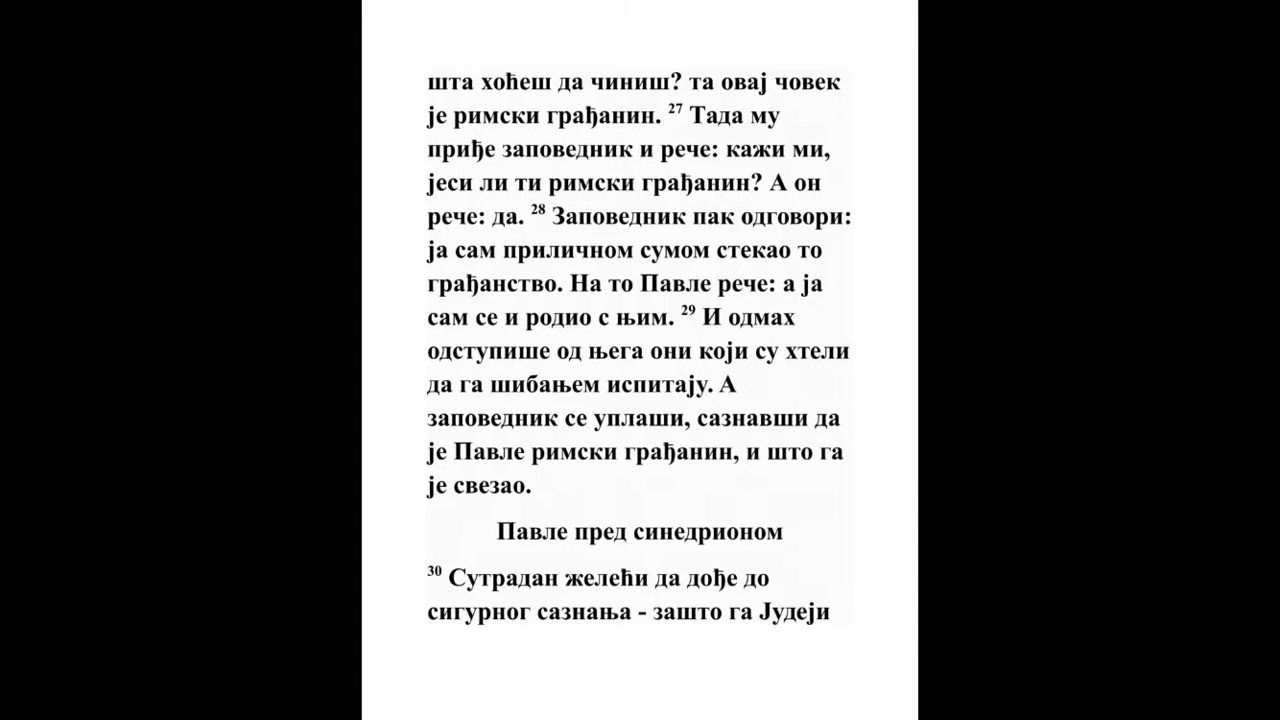 шта хоћеш да чиниш? та овај човек
је римски грађанин. 27 Тада му
приђе заповедник и рече: кажи ми,
јеси ли ти римски грађанин? А он
рече: да. 28 Заповедник пак одговори:
ја сам приличном сумом стекао то
грађанство. На то Павле рече: а ја
сам се и родио с њим. 29 И одмах
одступише од њега они који су хтели
да га шибањем испитају. А
заповедник се уплаши, сазнавши да
је Павле римски грађанин, и што га
је свезао.
Павле пред синедрионом
30 Сутрадан желећи да дође до
сигурног сазнања - зашто га Јудеји